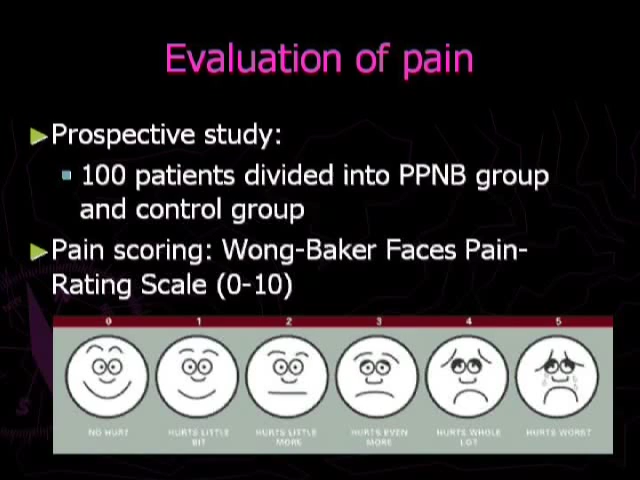 Evaluation of pain
Prospective study:
100 patients divided into PPNB group
and control group
Pain scoring: Wong-Baker Faces Pain-
Rating Scale (0-10)
0 1 2 3 4 5
NO HURT HURTS LITTLE HURTS LITTLE HURTS EVEN HURTS WHOLE HURTS WORST
BIT MORE MORE LOT
S